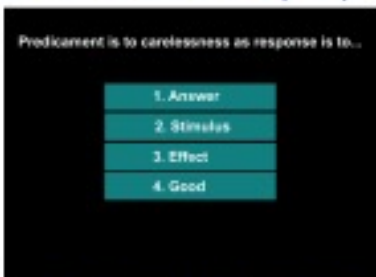 Predicament is to carelessness as response is to...
1. Answer
2. Stimulus
3. Effect
4. Good